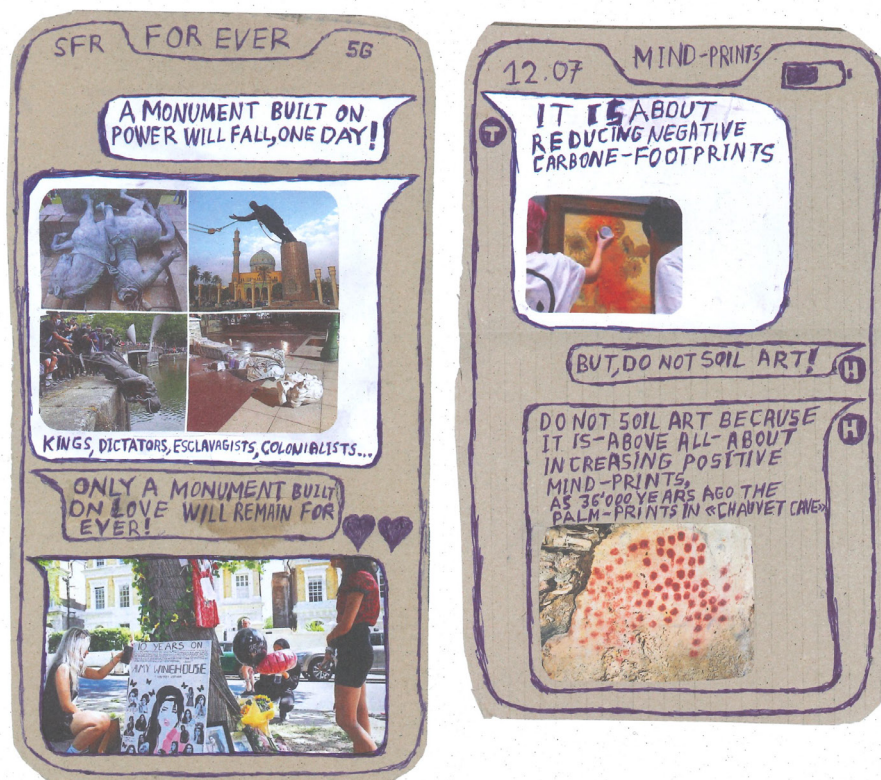 SFR FOR EVER 5G
A MONUMENT BUILT ON
POWER WILL FALL, ONE DAY!
KINGS, DICTATORS, ESCLAVAGISTS, COLONIALISTS...
ONLY A MONUMENT BUILT
ON LOVE WILL REMAIN FOR
EVER!
10 YEARS ON
AMY WINEHOUSE
12.07 MIND-PRINTS
T
IT IS ABOUT
REDUCING NEGATIVE
CARBONE-FOOTPRINTS
BUT, DO NOT SOIL ART!
H
H
DO NOT SOIL ART BECAUSE
IT IS-ABOVE ALL-ABOUT
INCREASING POSITIVE
MIND-PRINTS,
AS 36'000 YEARS AGO THE
PALM-PRINTS IN «CHAUVET CAVE»